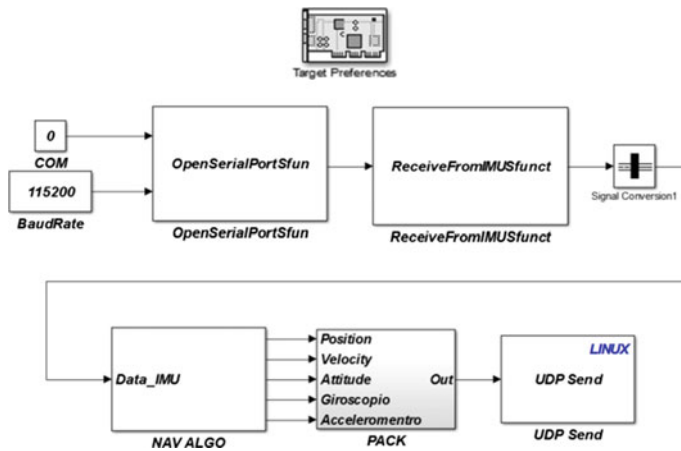 Target Preferences
0
COM
115200
BaudRate
OpenSerialPortSfun
OpenSerialPortSfun
ReceiveFromIMUSfunct
ReceiveFromIMUSfunct
Signal Conversion1
Data_IMU
NAV ALGO
Position
Velocity
Attitude
Giroscopio
Acceleromentro
Out
PACK
LINUX
UDP Send
UDP Send